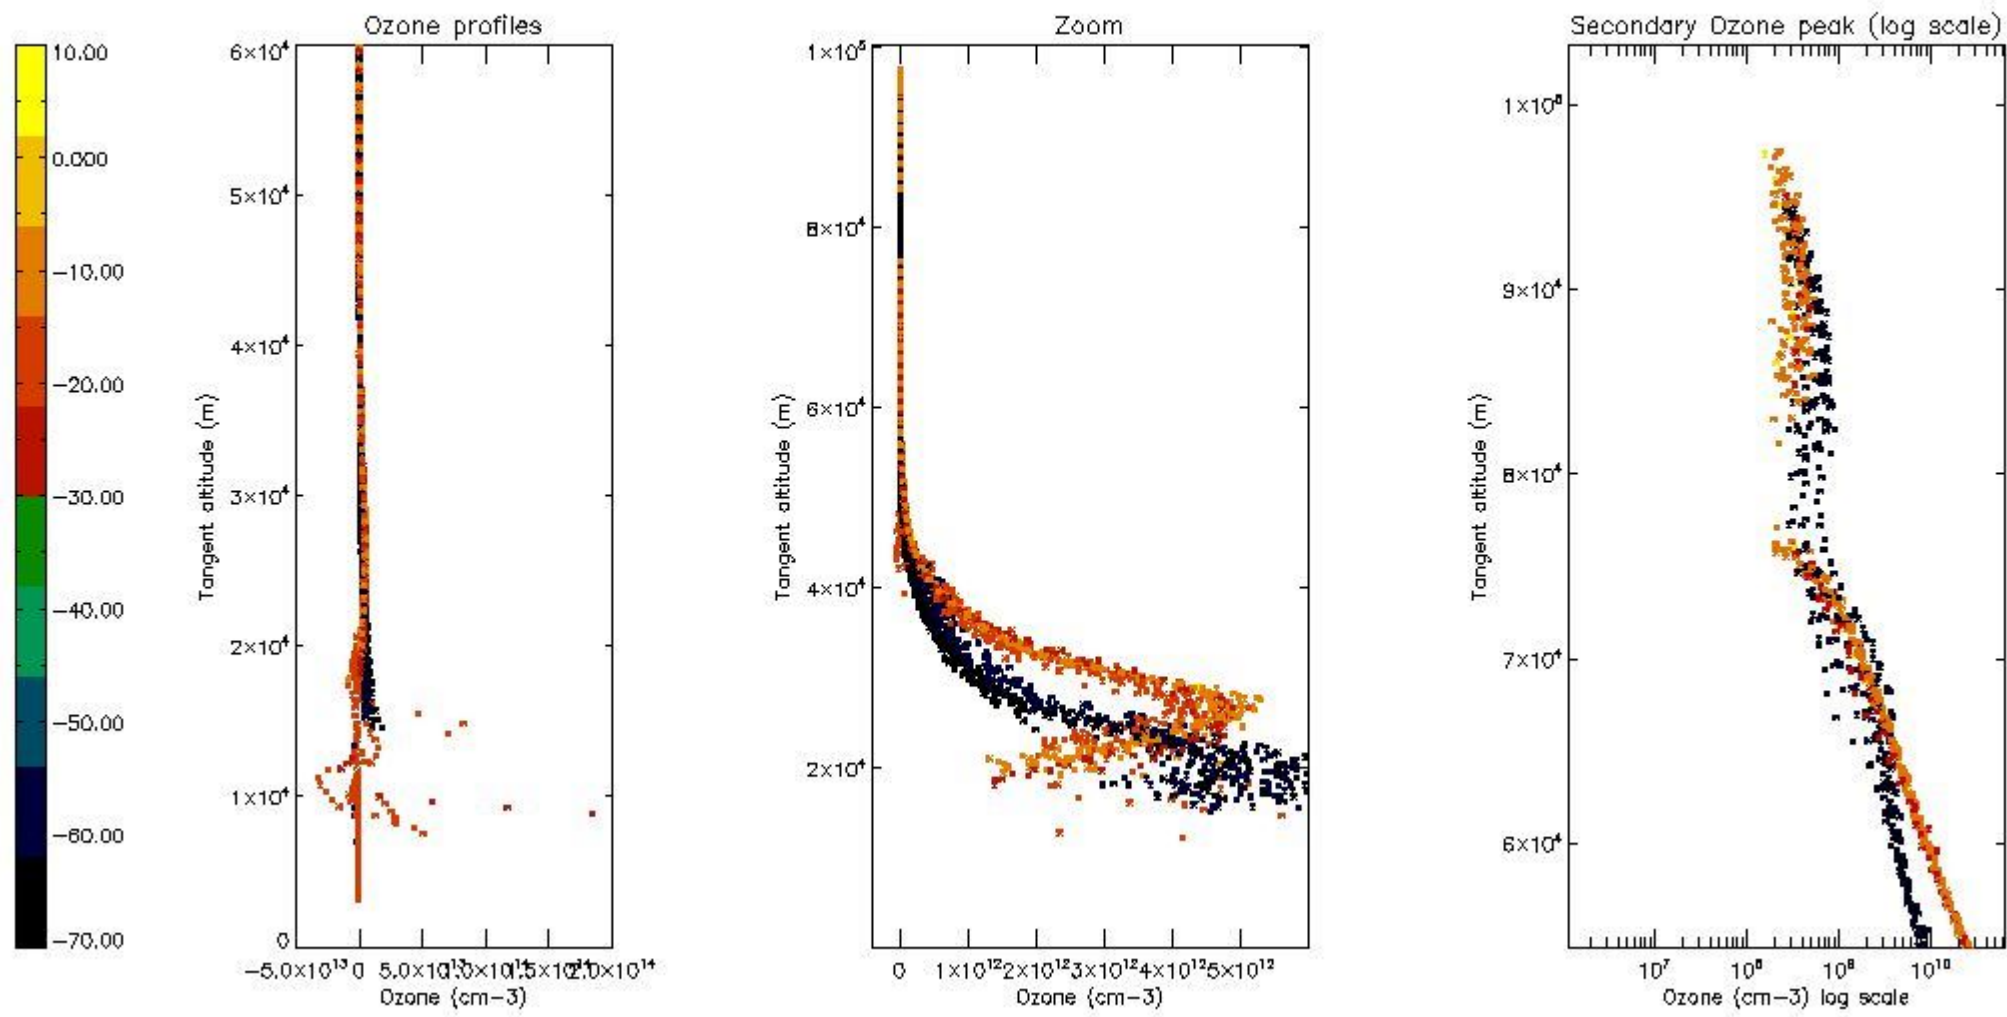 Ozone profiles
Zoom
Secondary Ozone peak (log scale)
10.00
0.000
-10.00
-20.00
-30.00
-40.00
-50.00
-60.00
-70.00
6×10⁴
5×10⁴
4×10⁴
3×10⁴
2×10⁴
1×10⁴
0
Tangent altitude (m)
-5.0×10¹³ 0
Ozone (cm-3)
1×10⁵
8×10⁴
6×10⁴
4×10⁴
2×10⁴
Tangent altitude (m)
0 1×10¹² 2×10¹² 3×10¹² 4×10¹² 5×10¹²
Ozone (cm-3)
9×10⁴
8×10⁴
7×10⁴
6×10⁴
Tangent altitude (m)
10⁷ 10¹⁰
Ozone (cm-3) log scale